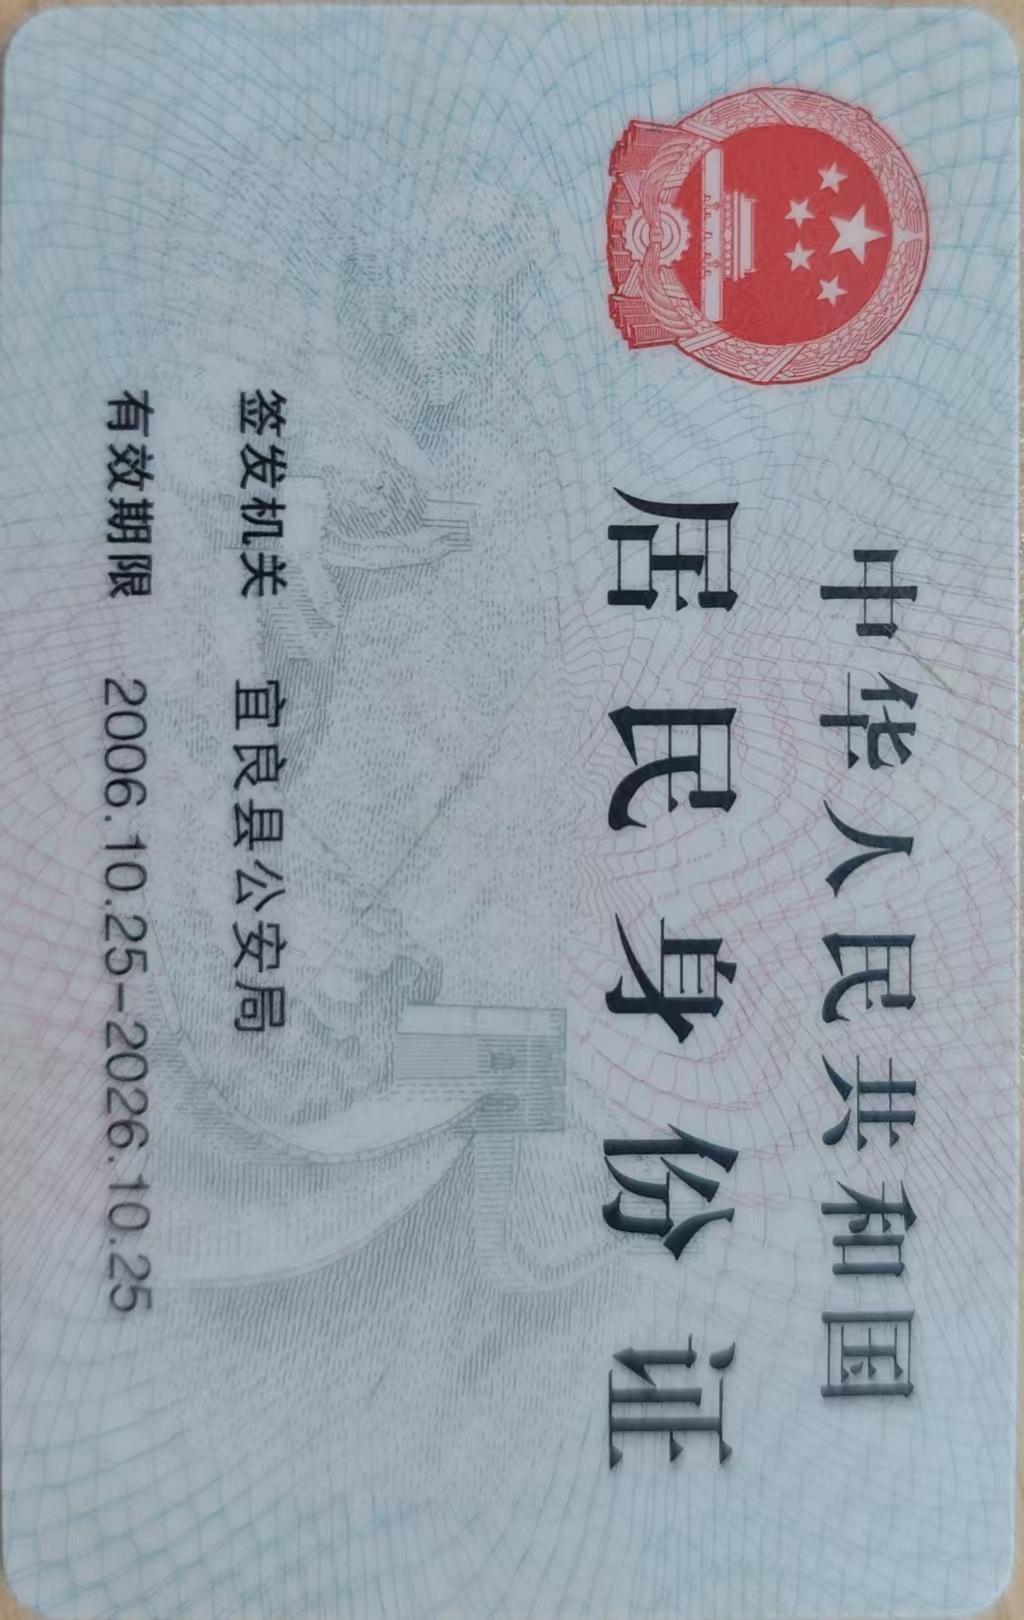 中华人民共和国
居民身份证
签发机关 宜良县公安局
有效期限 2006.10.25-2026.10.25